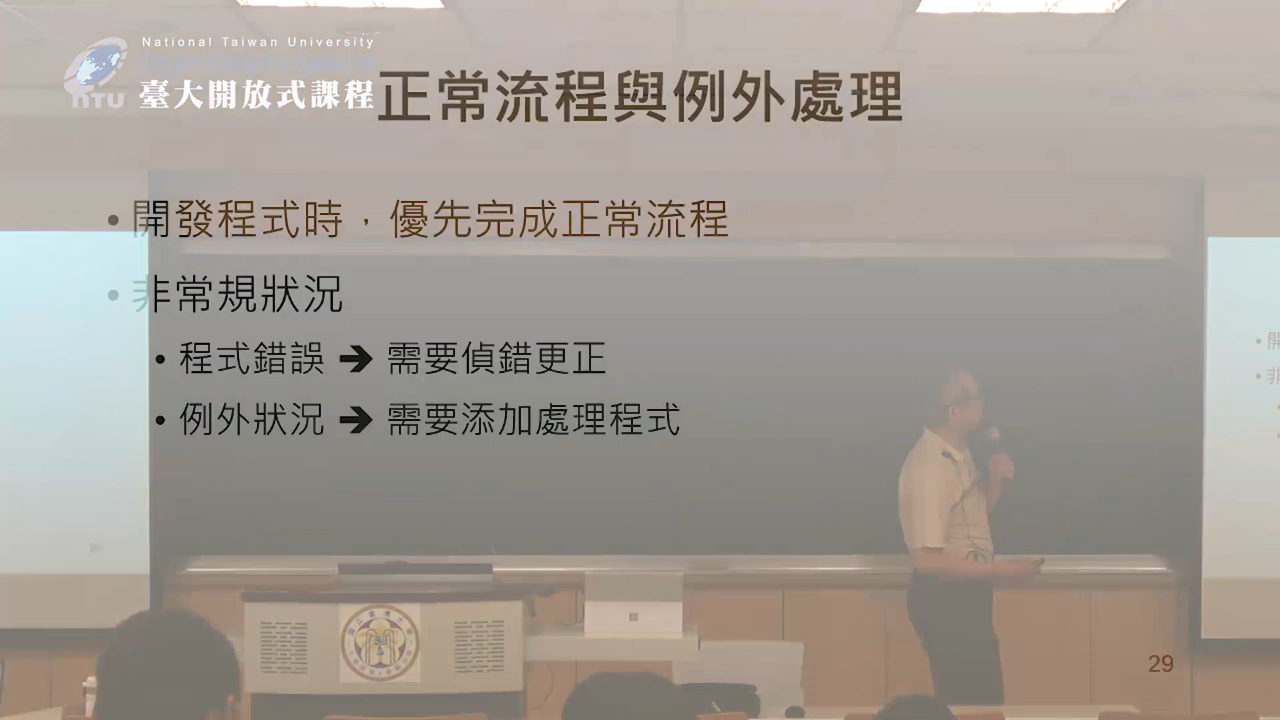 National Taiwan University
臺大開放式課程
NTU
正常流程與例外處理
• 開發程式時，優先完成正常流程
• 非常規狀況
• 程式錯誤 ➔ 需要偵錯更正
• 例外狀況 ➔ 需要添加處理程式
• 開
• 非
29